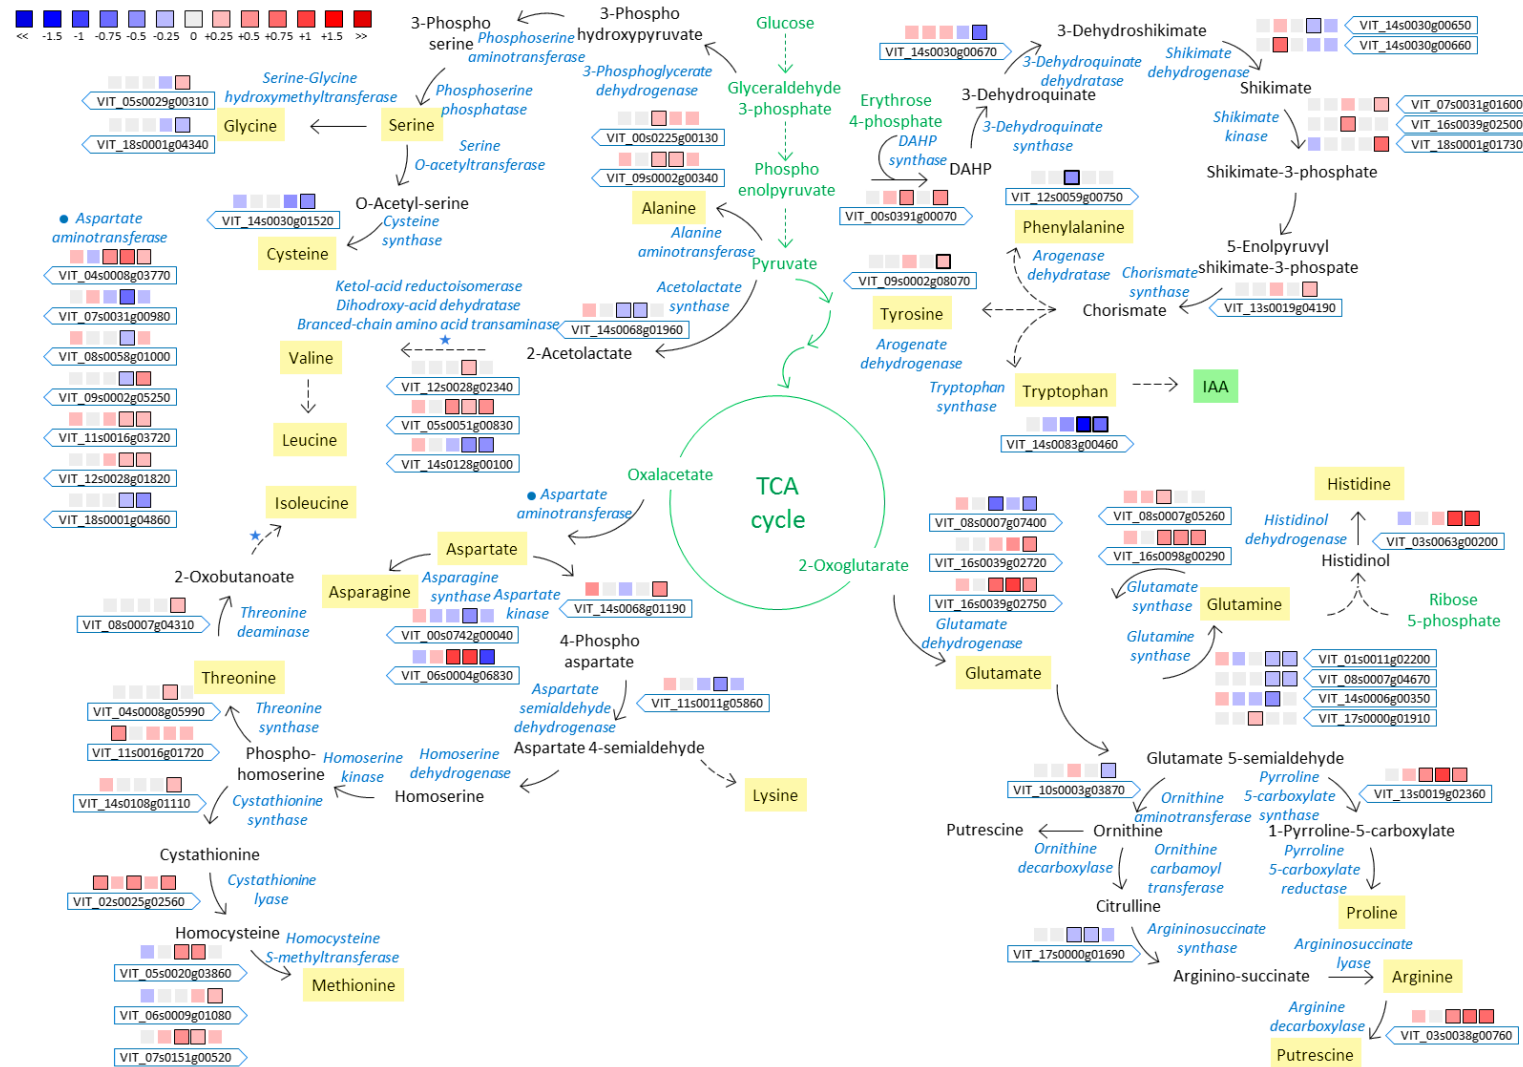 << -1.5 -1 -0.75 -0.5 -0.25 0 +0.25 +0.5 +0.75 +1 +1.5 >>
3-Phospho
serine
Phosphoserine
aminotransferase
3-Phospho
hydroxypyruvate
3-Phosphoglycerate
dehydrogenase
Glucose
Glyceraldehyde
3-phosphate
Phospho
enolpyruvate
Pyruvate
Serine-Glycine
hydroxymethyltransferase
Phosphoserine
phosphatase
VIT_05s0029g00310
VIT_18s0001g04340
Glycine
Serine
Serine
O-acetyltransferase
O-Acetyl-serine
VIT_14s0030g01520
Cysteine
synthase
Cysteine
VIT_00s0225g00130
VIT_09s0002g00340
Alanine
Alanine
aminotransferase
Acetolactate
synthase
VIT_14s0068g01960
2-Acetolactate
Ketol-acid reductoisomerase
Dihodroxy-acid dehydratase
Branced-chain amino acid transaminase
VIT_12s0028g02340
VIT_05s0051g00830
VIT_14s0128g00100
Valine
Leucine
Isoleucine
Aspartate
aminotransferase
VIT_04s0008g03770
VIT_07s0031g00980
VIT_08s0058g01000
VIT_09s0002g05250
VIT_11s0016g03720
VIT_12s0028g01820
VIT_18s0001g04860
VIT_14s0030g00670
3-Dehydroshikimate
3-Dehydroquinate
dehydratase
Shikimate
dehydrogenase
VIT_14s0030g00650
VIT_14s0030g00660
Shikimate
3-Dehydroquinate
3-Dehydroquinate
synthase
Erythrose
4-phosphate
DAHP
synthase
DAHP
VIT_00s0391g00070
Shikimate
kinase
VIT_07s0031g01600
VIT_16s0039g02500
VIT_18s0001g01730
Shikimate-3-phosphate
VIT_12s0059g00750
Phenylalanine
Arogenase
dehydratase
5-Enolpyruvyl
shikimate-3-phospate
Chorismate
synthase
VIT_13s0019g04190
Chorismate
VIT_09s0002g08070
Tyrosine
Arogenate
dehydrogenase
Tryptophan
synthase
Tryptophan
IAA
VIT_14s0083g00460
Oxalacetate
TCA
cycle
2-Oxoglutarate
Aspartate
aminotransferase
Aspartate
Asparagine
Asparagine
synthase
Aspartate
kinase
VIT_14s0068g01190
VIT_00s0742g00040
VIT_06s0004g06830
4-Phospho
aspartate
VIT_11s0011g05860
Aspartate
semialdehyde
dehydrogenase
Aspartate 4-semialdehyde
Lysine
Homoserine
dehydrogenase
Homoserine
Homoserine
kinase
Phospho-
homoserine
2-Oxobutanoate
VIT_08s0007g04310
Threonine
deaminase
Threonine
VIT_04s0008g05990
VIT_11s0016g01720
Threonine
synthase
VIT_14s0108g01110
Cystathionine
synthase
Cystathionine
VIT_02s0025g02560
Cystathionine
lyase
Homocysteine
Homocysteine
S-methyltransferase
VIT_05s0020g03860
VIT_06s0009g01080
VIT_07s0151g00520
Methionine
VIT_08s0007g07400
VIT_16s0039g02720
VIT_16s0039g02750
Glutamate
dehydrogenase
Glutamate
VIT_08s0007g05260
VIT_16s0098g00290
Glutamate
synthase
Glutamine
Glutamine
synthase
VIT_01s0011g02200
VIT_08s0007g04670
VIT_14s0006g00350
VIT_17s0000g01910
Histidine
Histidinol
dehydrogenase
VIT_03s0063g00200
Histidinol
Ribose
5-phosphate
Glutamate 5-semialdehyde
VIT_10s0003g03870
Ornithine
aminotransferase
Pyrroline
5-carboxylate
synthase
VIT_13s0019g02360
Putrescine
Ornithine
1-Pyrroline-5-carboxylate
Ornithine
decarboxylase
Ornithine
carbamoyl
transferase
Pyrroline
5-carboxylate
reductase
Citrulline
Proline
VIT_17s0000g01690
Argininosuccinate
synthase
Arginino-succinate
Argininosuccinate
lyase
Arginine
Arginine
decarboxylase
VIT_03s0038g00760
Putrescine